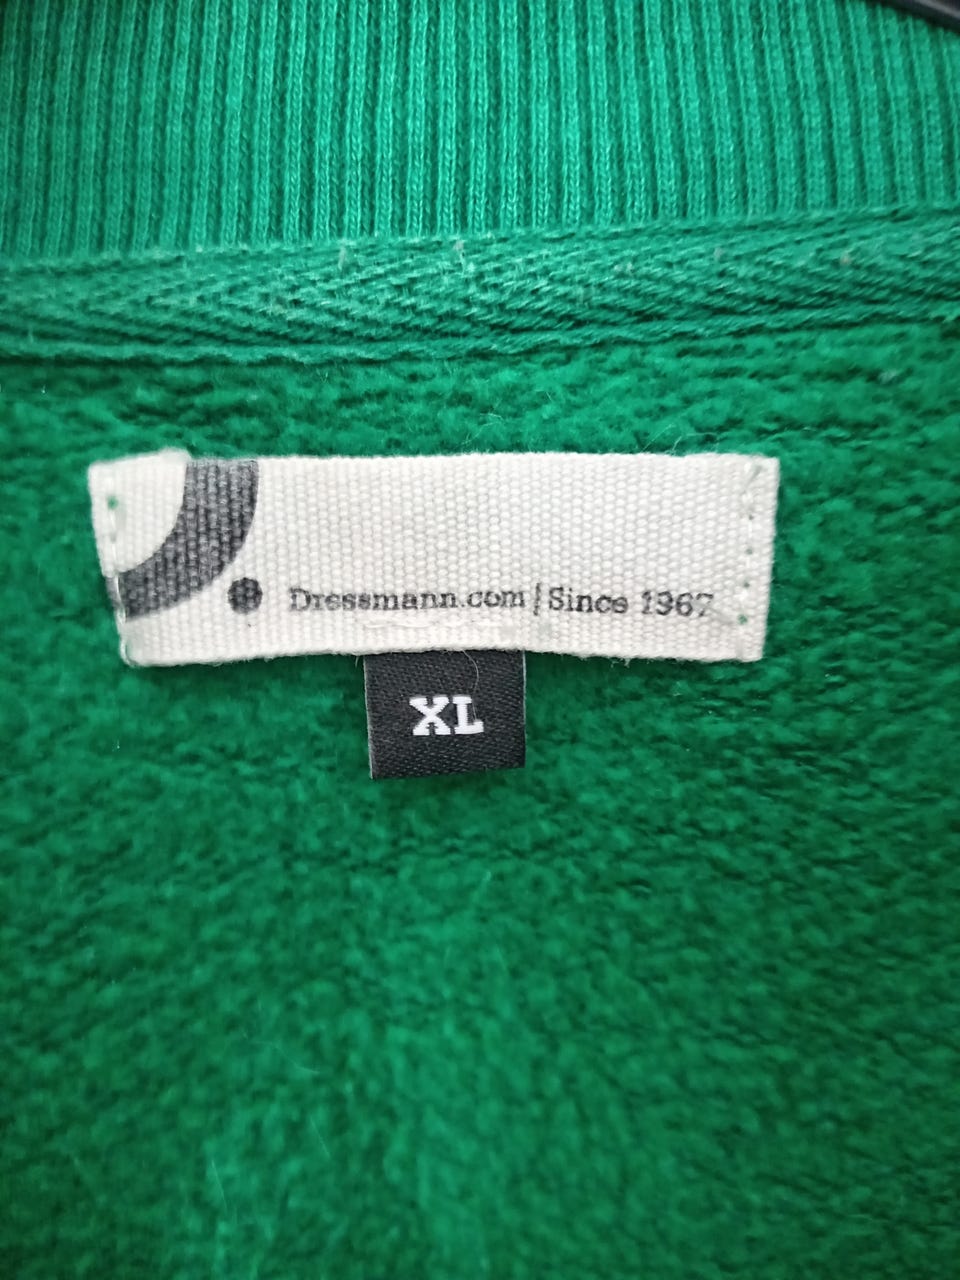 Dressmann.com | Since 1967
XL